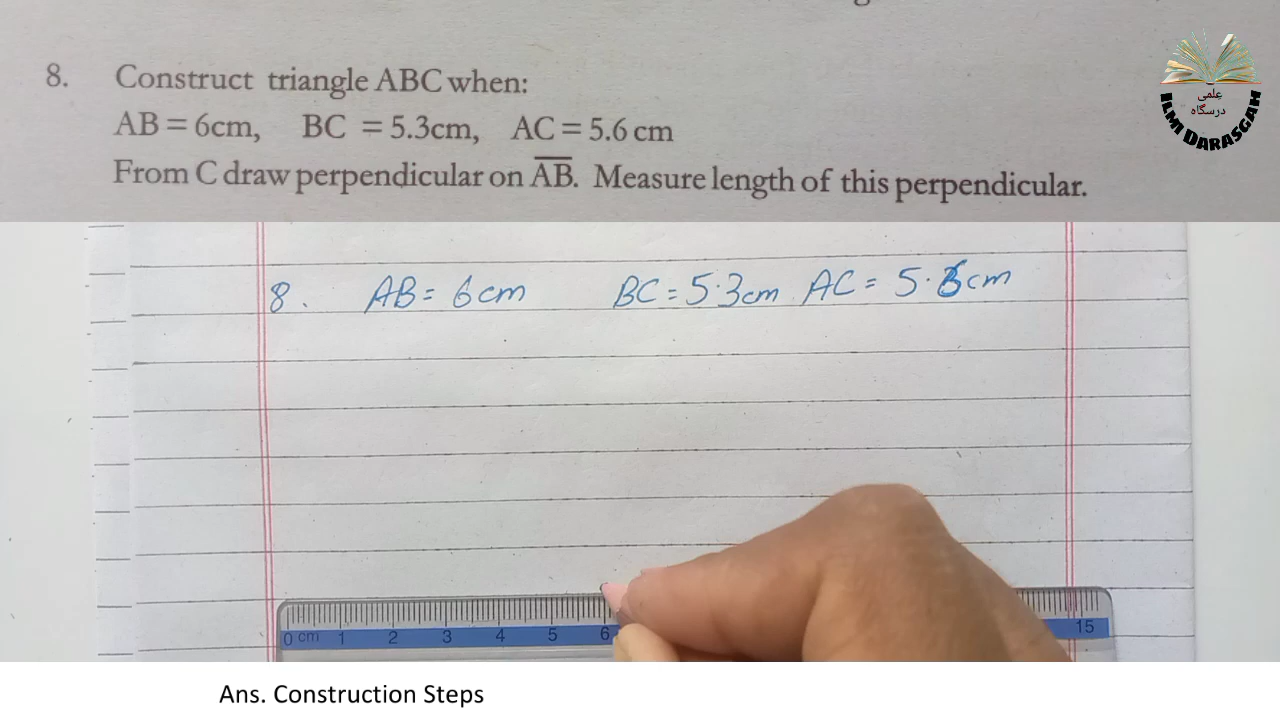 8. Construct triangle ABC when:
AB = 6cm, BC = 5.3cm, AC = 5.6 cm
From C draw perpendicular on AB. Measure length of this perpendicular.
علمی
درسگاه
ILMI DARASGAH
8. AB = 6cm BC = 5.3cm AC = 5.6cm
0 cm 1 2 3 4 5 6 15
Ans. Construction Steps